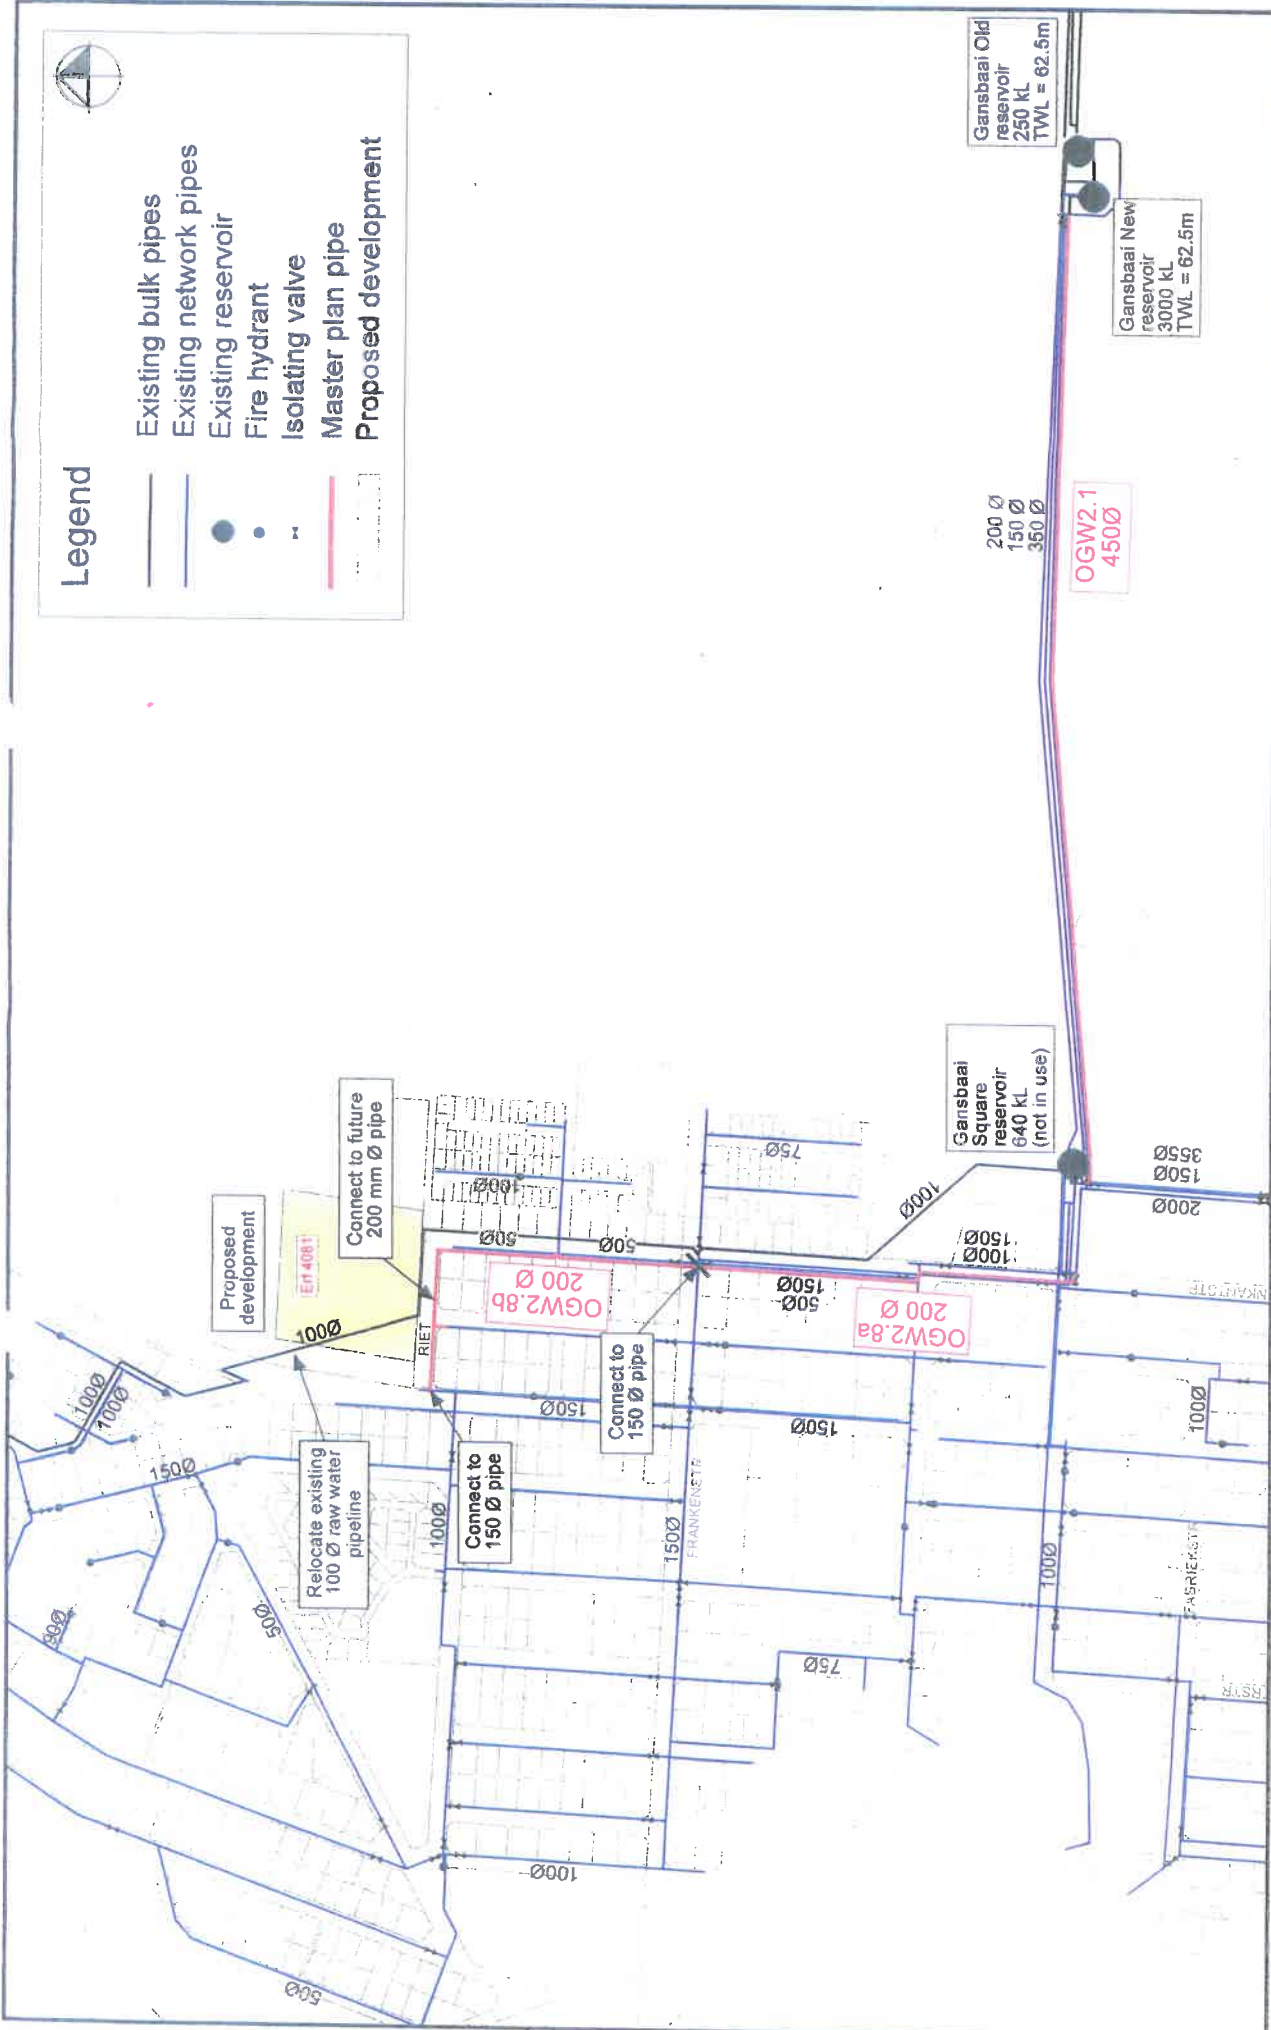 Legend
Existing bulk pipes
Existing network pipes
Existing reservoir
Fire hydrant
Isolating valve
Master plan pipe
Proposed development
Gansbaai Old
reservoir
250 kL
TWL = 62.5m
Gansbaai New
reservoir
3000 kL
TWL = 62.5m
200 Ø
150 Ø
350 Ø
OGW2.1
450Ø
Gansbaai
Square
reservoir
640 kL
(not in use)
355Ø
150Ø
200Ø
Proposed
development
Erf 4081
Connect to future
200 mm Ø pipe
100Ø
RIET
Relocate existing
100 Ø raw water
pipeline
Connect to
150 Ø pipe
Connect to
150 Ø pipe
OGW2.8b
200 Ø
OGW2.8a
200 Ø
100Ø
50Ø
50Ø
75Ø
100Ø
150Ø
50Ø
150Ø
100Ø
150Ø
150Ø
100Ø
100Ø
150Ø
90Ø
50Ø
100Ø
150Ø
FRANKENSTR
75Ø
100Ø
50Ø
100Ø
100Ø